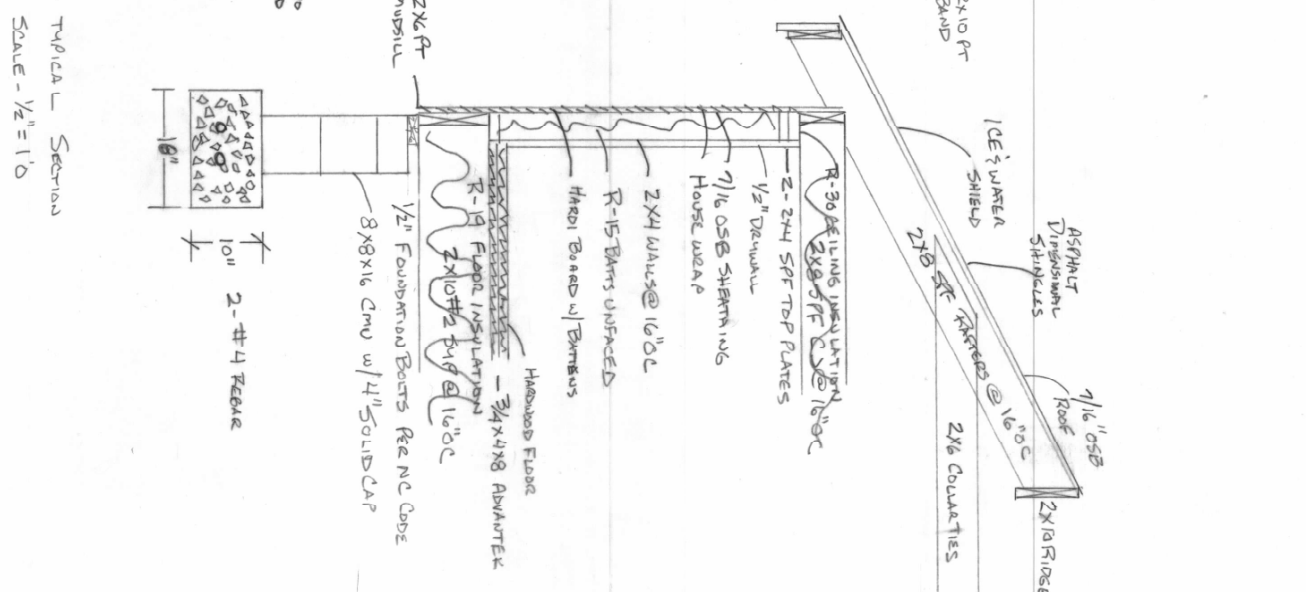 2X10 PT
BAND
ICE & WATER
SHIELD
ASPHALT
DIMENSIONAL
SHINGLES
7/16" OSB
ROOF
2X8 SPF RAFTERS @ 16"OC
2X10 RIDGE
2X6 COLLARTIES
R-30 CEILING INSULATION
2X8 SPF CJ @ 16"OC
2- 2X4 SPF TOP PLATES
1/2" DRYWALL
7/16 OSB SHEATHING
HOUSE WRAP
2X4 WALLS @ 16"OC
R-15 BATTS UNFACED
HARDI BOARD W/ BATTENS
HARDWOOD FLOOR
3/4X4X8 ADVANTEK
R-19 FLOOR INSULATION
2X10 #2 SYP @ 16"OC
2X6 PT
MUDSILL
1/2" FOUNDATION BOLTS PER NC CODE
8X8X16 CMU W/ 4" SOLID CAP
16"
10"
2- #4 REBAR
TYPICAL SECTION
SCALE - 1/2" = 1'0